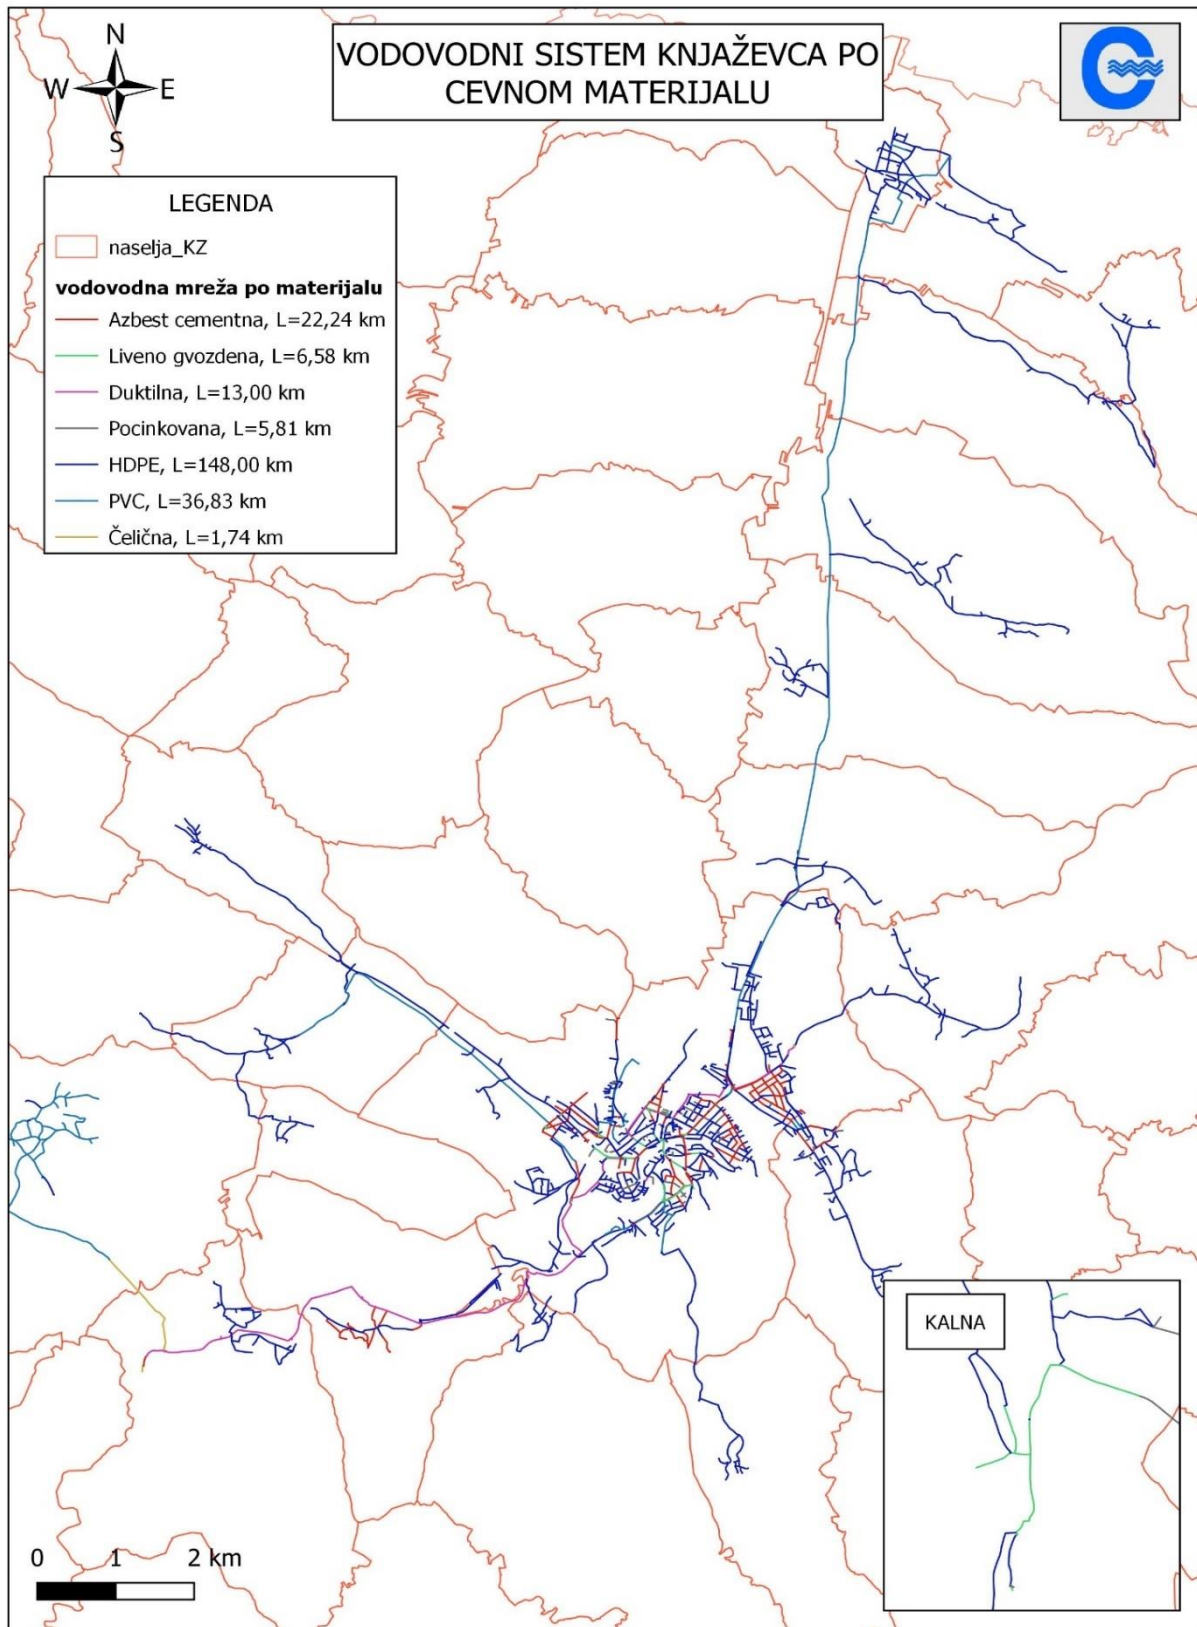 N
W E
S
VODOVODNI SISTEM KNJAŽEVCA PO
CEVNOM MATERIJALU
LEGENDA
naselja_KZ
vodovodna mreža po materijalu
Azbest cementna, L=22,24 km
Liveno gvozdena, L=6,58 km
Duktilna, L=13,00 km
Pocinkovana, L=5,81 km
HDPE, L=148,00 km
PVC, L=36,83 km
Čelična, L=1,74 km
KALNA
0 1 2 km